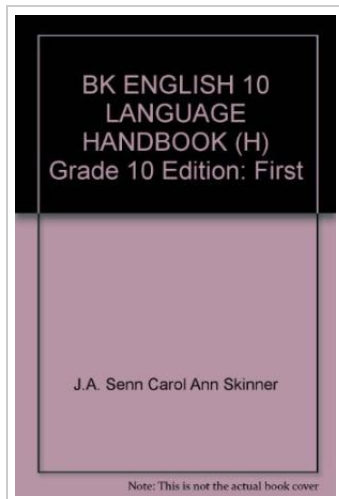 BK ENGLISH 10
LANGUAGE
HANDBOOK (H)
Grade 10 Edition: First
J.A. Senn Carol Ann Skinner
Note: This is not the actual book cover